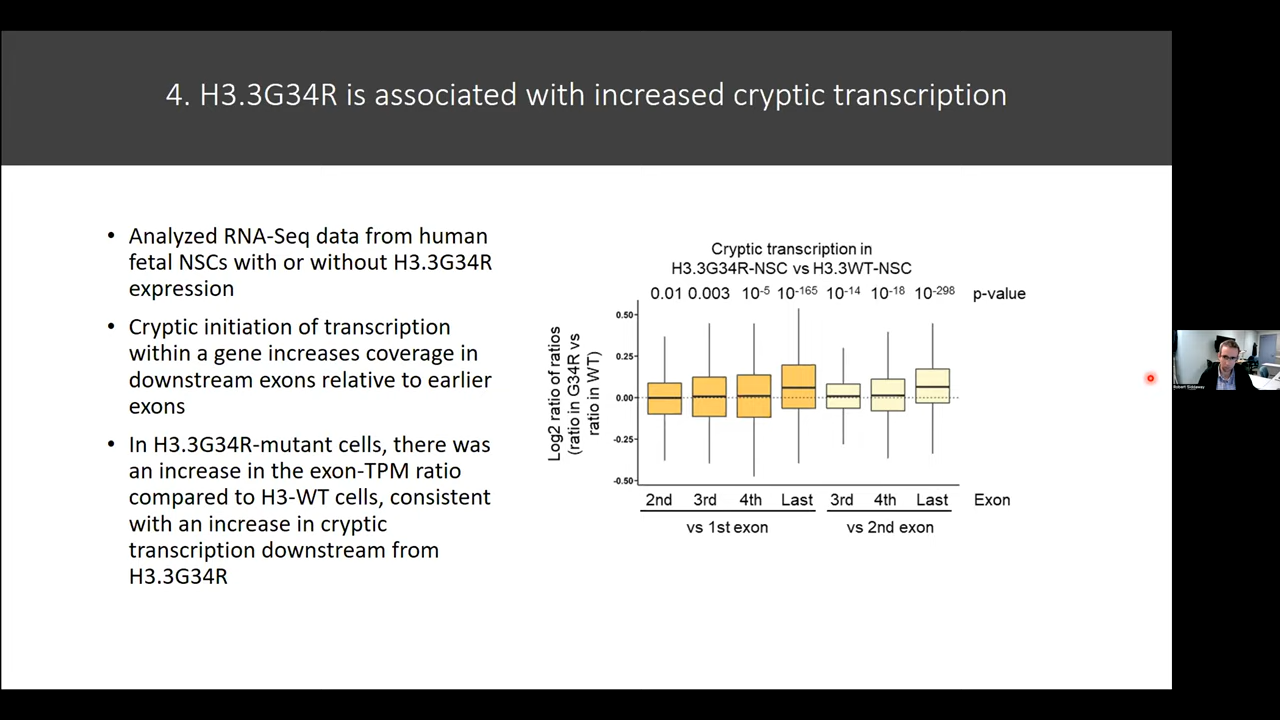 4. H3.3G34R is associated with increased cryptic transcription
• Analyzed RNA-Seq data from human
fetal NSCs with or without H3.3G34R
expression
• Cryptic initiation of transcription
within a gene increases coverage in
downstream exons relative to earlier
exons
• In H3.3G34R-mutant cells, there was
an increase in the exon-TPM ratio
compared to H3-WT cells, consistent
with an increase in cryptic
transcription downstream from
H3.3G34R
Cryptic transcription in
H3.3G34R-NSC vs H3.3WT-NSC
0.01 0.003 10⁻⁵ 10⁻¹⁶⁵ 10⁻¹⁴ 10⁻¹⁸ 10⁻²⁹⁸ p-value
Log2 ratio of ratios
(ratio in G34R vs
ratio in WT)
0.50
0.25
0.00
-0.25
-0.50
2nd 3rd 4th Last 3rd 4th Last Exon
vs 1st exon vs 2nd exon
Robert Siddaway